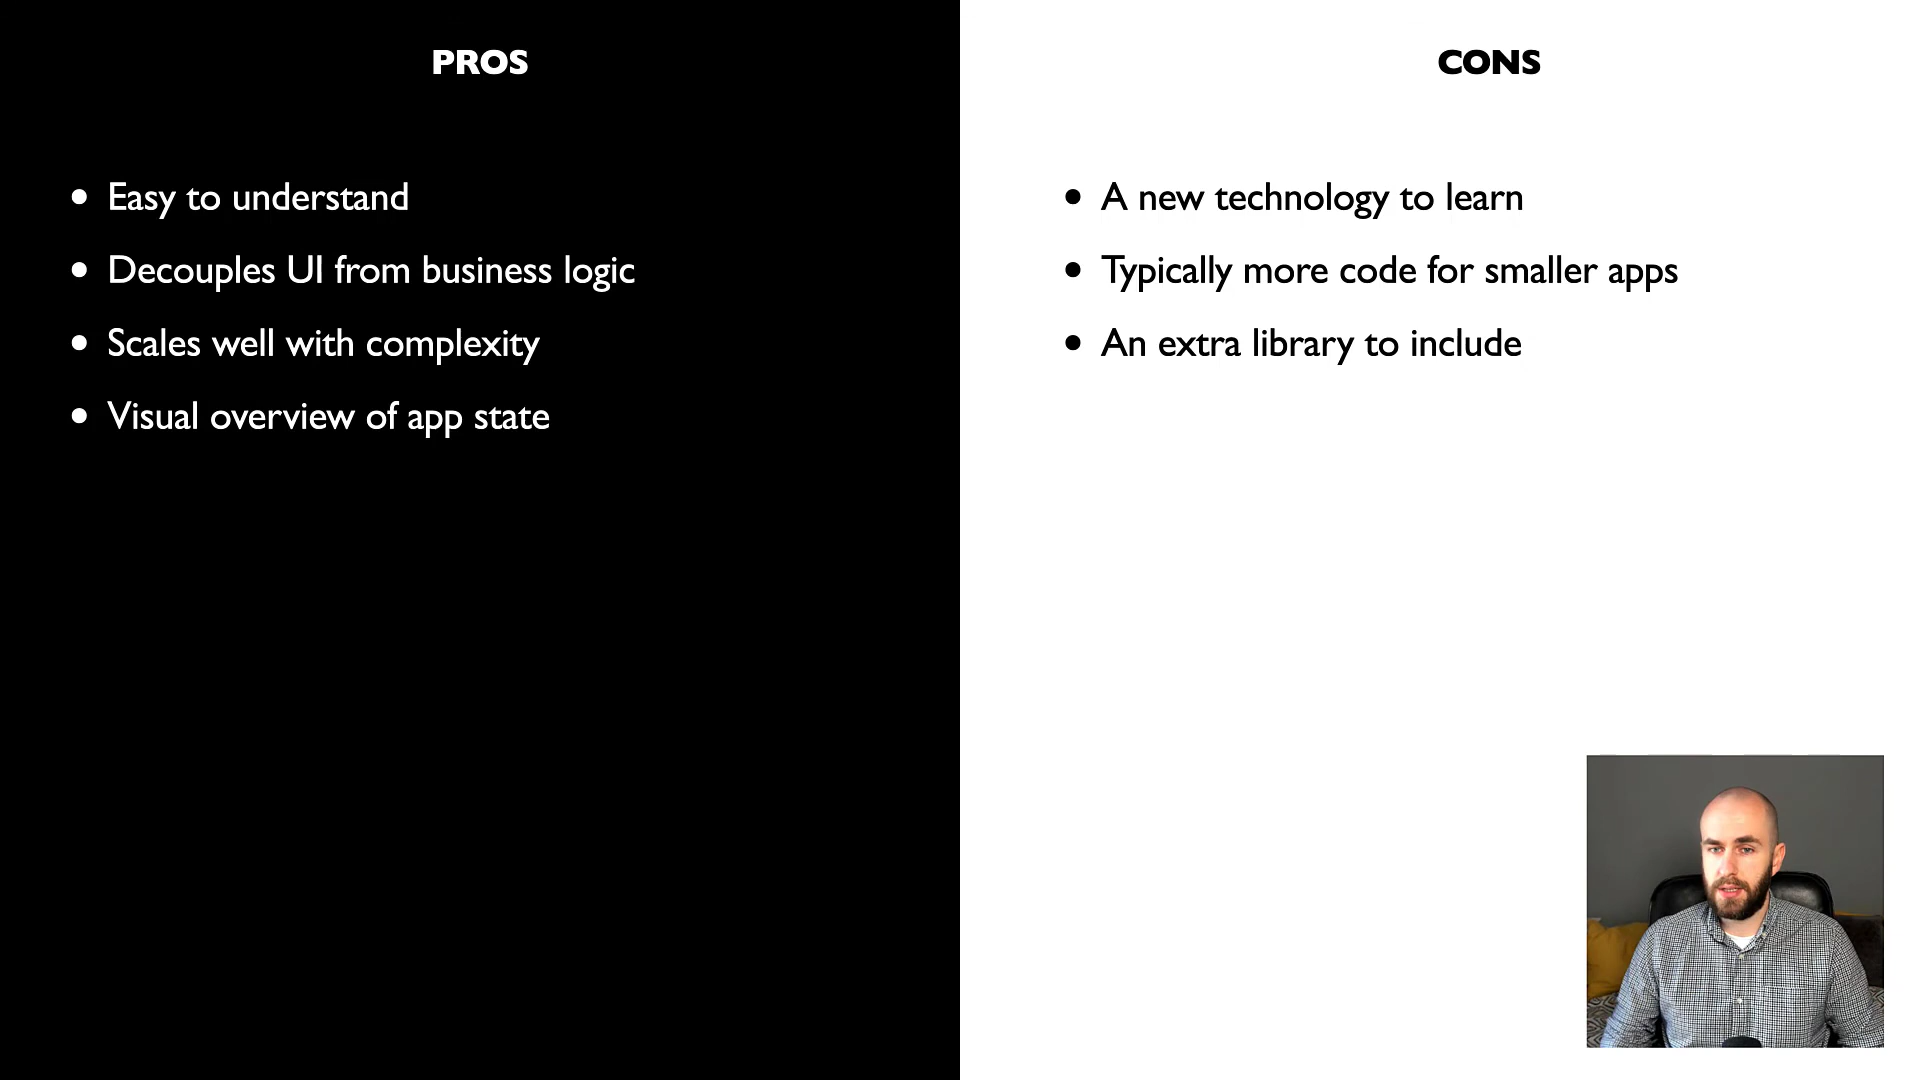 PROS
• Easy to understand
• Decouples UI from business logic
• Scales well with complexity
• Visual overview of app state
CONS
• A new technology to learn
• Typically more code for smaller apps
• An extra library to include